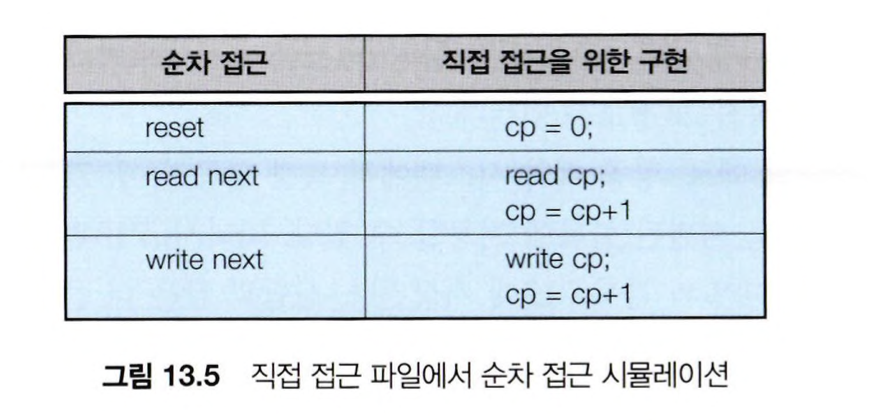 순차 접근 직접 접근을 위한 구현
reset cp = 0;
read next read cp;
cp = cp+1
write next write cp;
cp = cp+1
그림 13.5 직접 접근 파일에서 순차 접근 시뮬레이션